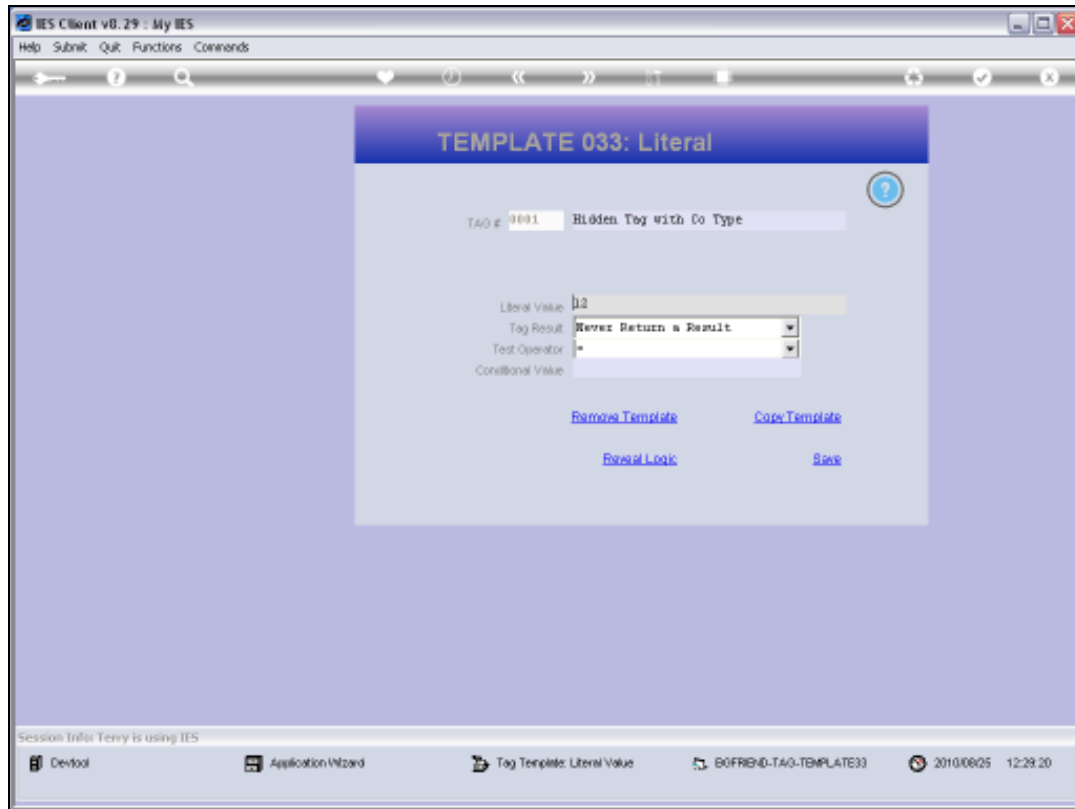 IES Client v8.29 : My IES
Help Submit Quit Functions Commands
TEMPLATE 033: Literal
TAG # 0001 Hidden Tag with Co Type
Literal Value 12
Tag Result Never Return a Result
Test Operator =
Conditional Value
Remove Template Copy Template
Reveal Logic Save
Session Info: Terry is using IES
Devtool Application Wizard Tag Template: Literal Value BGFRIEND-TAG-TEMPLATE33 2010/08/25 12:29:20